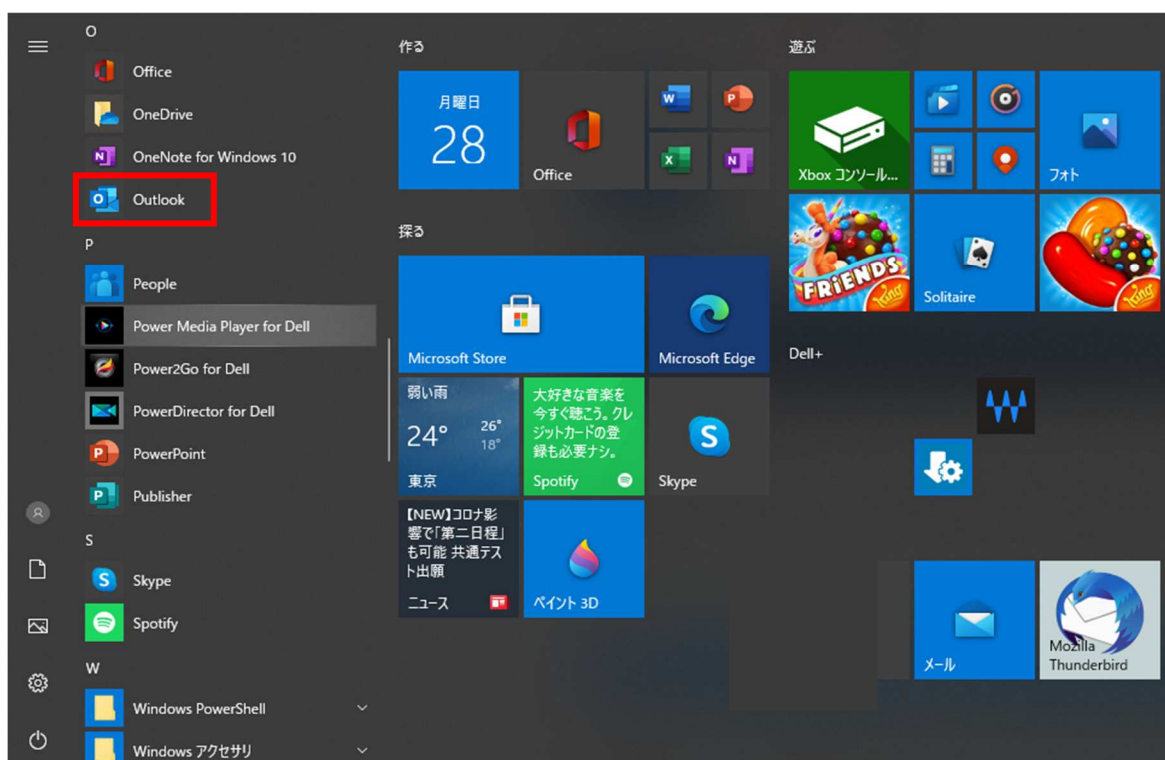 O
Office
OneDrive
OneNote for Windows 10
Outlook
P
People
Power Media Player for Dell
Power2Go for Dell
PowerDirector for Dell
PowerPoint
Publisher
S
Skype
Spotify
W
Windows PowerShell
Windows アクセサリ
作る
月曜日
28
Office
探る
Microsoft Store
Microsoft Edge
弱い雨
24°
26°
18°
東京
大好きな音楽を
今すぐ聴こう。クレ
ジットカードの登
録も必要ナシ。
Spotify
Skype
【NEW】コロナ影
響で「第二日程」
も可能 共通テス
ト出願
ニュース
ペイント 3D
遊ぶ
Xbox コンソール...
フォト
FRIENDS
King
Solitaire
King
Dell+
メール
Mozilla
Thunderbird